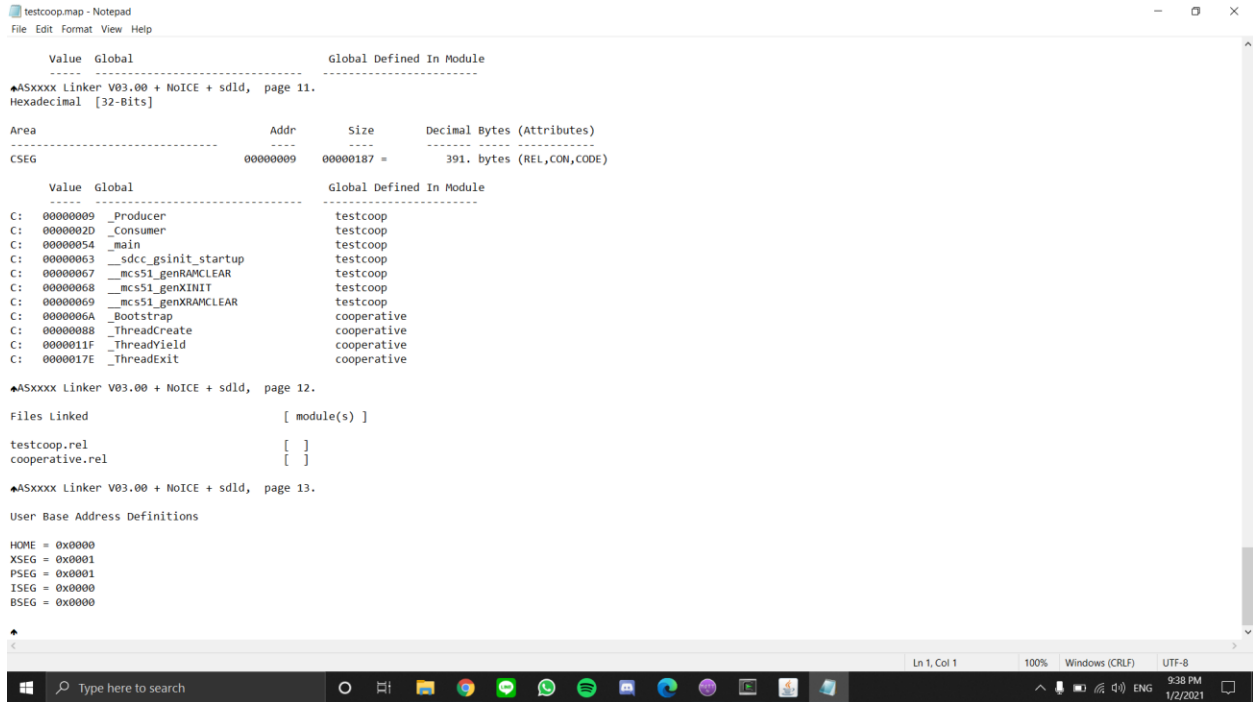 testcoop.map - Notepad
File Edit Format View Help
Value Global Global Defined In Module
----- -------------------------------- ------------------------
ASxxxx Linker V03.00 + NoICE + sdld, page 11.
Hexadecimal [32-Bits]
Area Addr Size Decimal Bytes (Attributes)
-------------------------------- ---- ---- ------- ----- ------------
CSEG 00000009 00000187 = 391. bytes (REL,CON,CODE)
Value Global Global Defined In Module
----- -------------------------------- ------------------------
C: 00000009 _Producer testcoop
C: 0000002D _Consumer testcoop
C: 00000054 _main testcoop
C: 00000063 __sdcc_gsinit_startup testcoop
C: 00000067 __mcs51_genRAMCLEAR testcoop
C: 00000068 __mcs51_genXINIT testcoop
C: 00000069 __mcs51_genXRAMCLEAR testcoop
C: 0000006A _Bootstrap cooperative
C: 00000088 _ThreadCreate cooperative
C: 0000011F _ThreadYield cooperative
C: 0000017E _ThreadExit cooperative
ASxxxx Linker V03.00 + NoICE + sdld, page 12.
Files Linked [ module(s) ]
testcoop.rel [ ]
cooperative.rel [ ]
ASxxxx Linker V03.00 + NoICE + sdld, page 13.
User Base Address Definitions
HOME = 0x0000
XSEG = 0x0001
PSEG = 0x0001
ISEG = 0x0000
BSEG = 0x0000
Ln 1, Col 1 100% Windows (CRLF) UTF-8
Type here to search
ENG
9:38 PM
1/2/2021